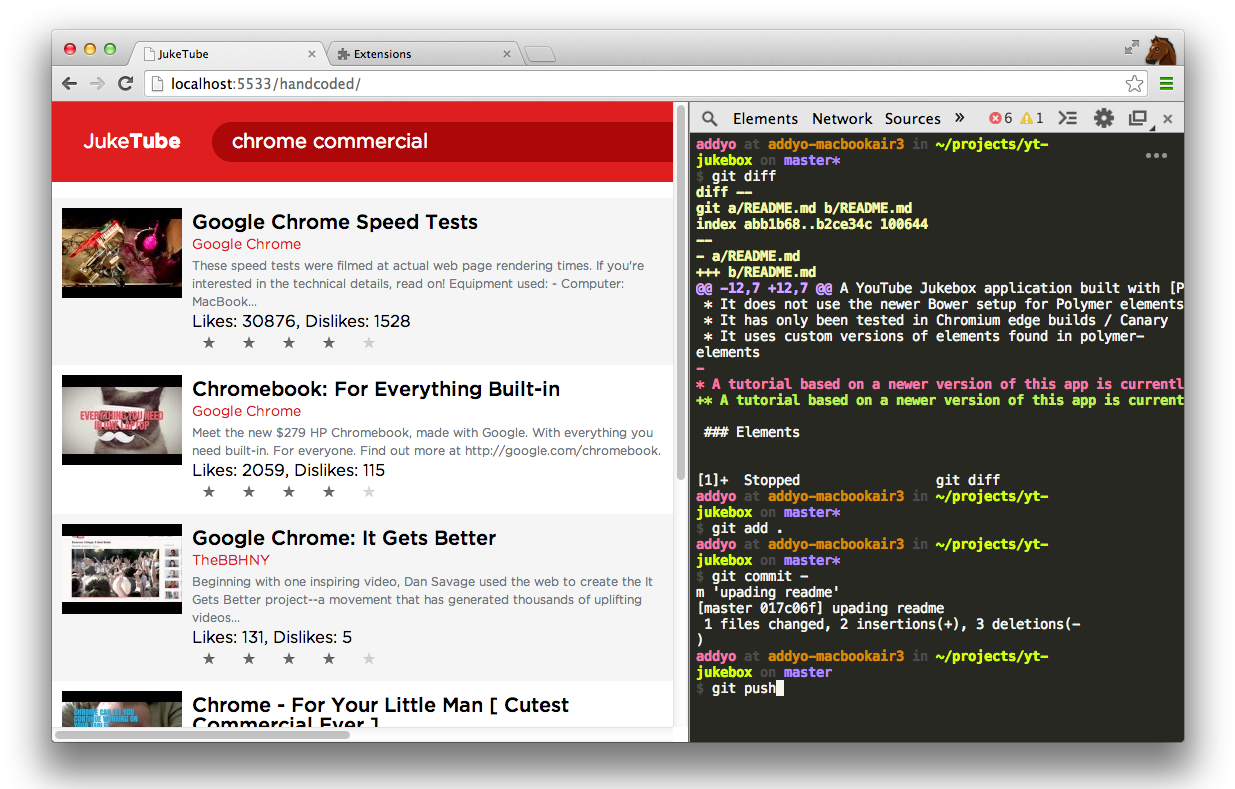 JukeTube
Extensions
localhost:5533/handcoded/
JukeTube
chrome commercial
Google Chrome Speed Tests
Google Chrome
These speed tests were filmed at actual web page rendering times. If you're
interested in the technical details, read on! Equipment used: - Computer:
MacBook...
Likes: 30876, Dislikes: 1528
EVERYTHING YOU NEED
IN ONE LAPTOP
Chromebook: For Everything Built-in
Google Chrome
Meet the new $279 HP Chromebook, made with Google. With everything you
need built-in. For everyone. Find out more at http://google.com/chromebook.
Likes: 2059, Dislikes: 115
Google Chrome: It Gets Better
TheBBHNY
Beginning with one inspiring video, Dan Savage used the web to create the It
Gets Better project--a movement that has generated thousands of uplifting
videos...
Likes: 131, Dislikes: 5
Chrome - For Your Little Man [ Cutest
Commercial Ever ]
Elements Network Sources » 6 1
addyo at addyo-macbookair3 in ~/projects/yt-
jukebox on master*
$ git diff
diff --
git a/README.md b/README.md
index abb1b68..b2ce34c 100644
--
- a/README.md
+++ b/README.md
@@ -12,7 +12,7 @@ A YouTube Jukebox application built with [P
* It does not use the newer Bower setup for Polymer elements
* It has only been tested in Chromium edge builds / Canary
* It uses custom versions of elements found in polymer-
elements
-
* A tutorial based on a newer version of this app is currentl
+* A tutorial based on a newer version of this app is current
### Elements
[1]+ Stopped git diff
addyo at addyo-macbookair3 in ~/projects/yt-
jukebox on master*
$ git add .
addyo at addyo-macbookair3 in ~/projects/yt-
jukebox on master*
$ git commit -
m 'upading readme'
[master 017c06f] upading readme
1 files changed, 2 insertions(+), 3 deletions(-
)
addyo at addyo-macbookair3 in ~/projects/yt-
jukebox on master
$ git push